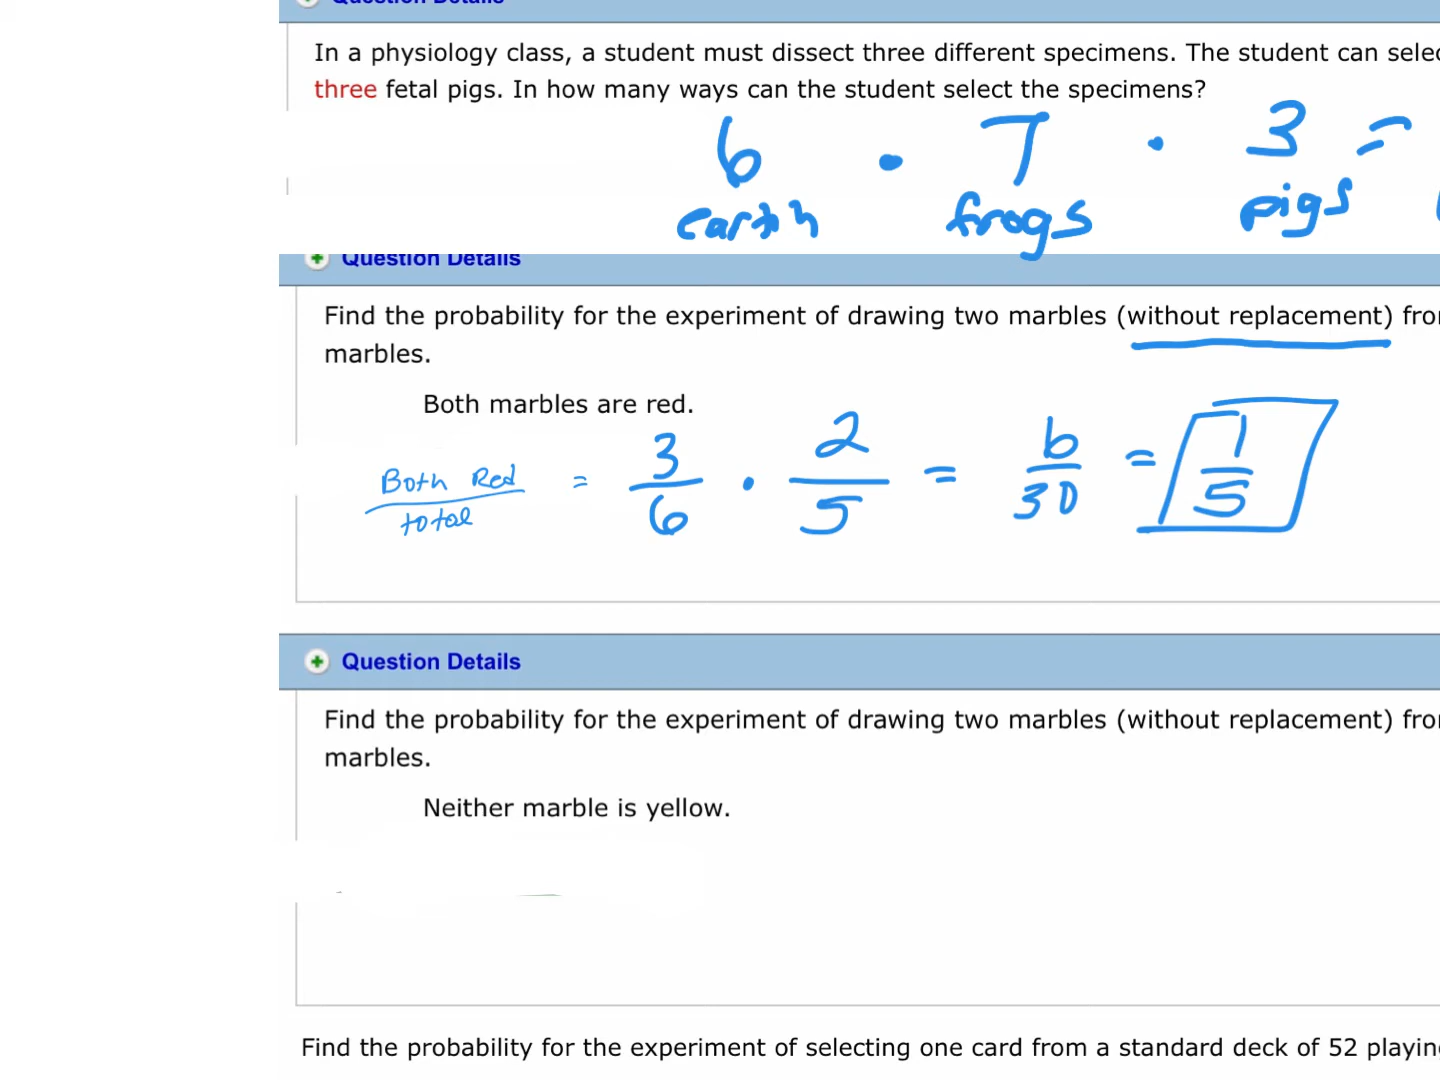 Question Details
In a physiology class, a student must dissect three different specimens. The student can selec
three fetal pigs. In how many ways can the student select the specimens?
6 · 7 · 3 =
earth frogs pigs
Question Details
Find the probability for the experiment of drawing two marbles (without replacement) from
marbles.
Both marbles are red.
Both Red / total = 3/6 · 2/5 = 6/30 = 1/5
Question Details
Find the probability for the experiment of drawing two marbles (without replacement) from
marbles.
Neither marble is yellow.
Find the probability for the experiment of selecting one card from a standard deck of 52 playing